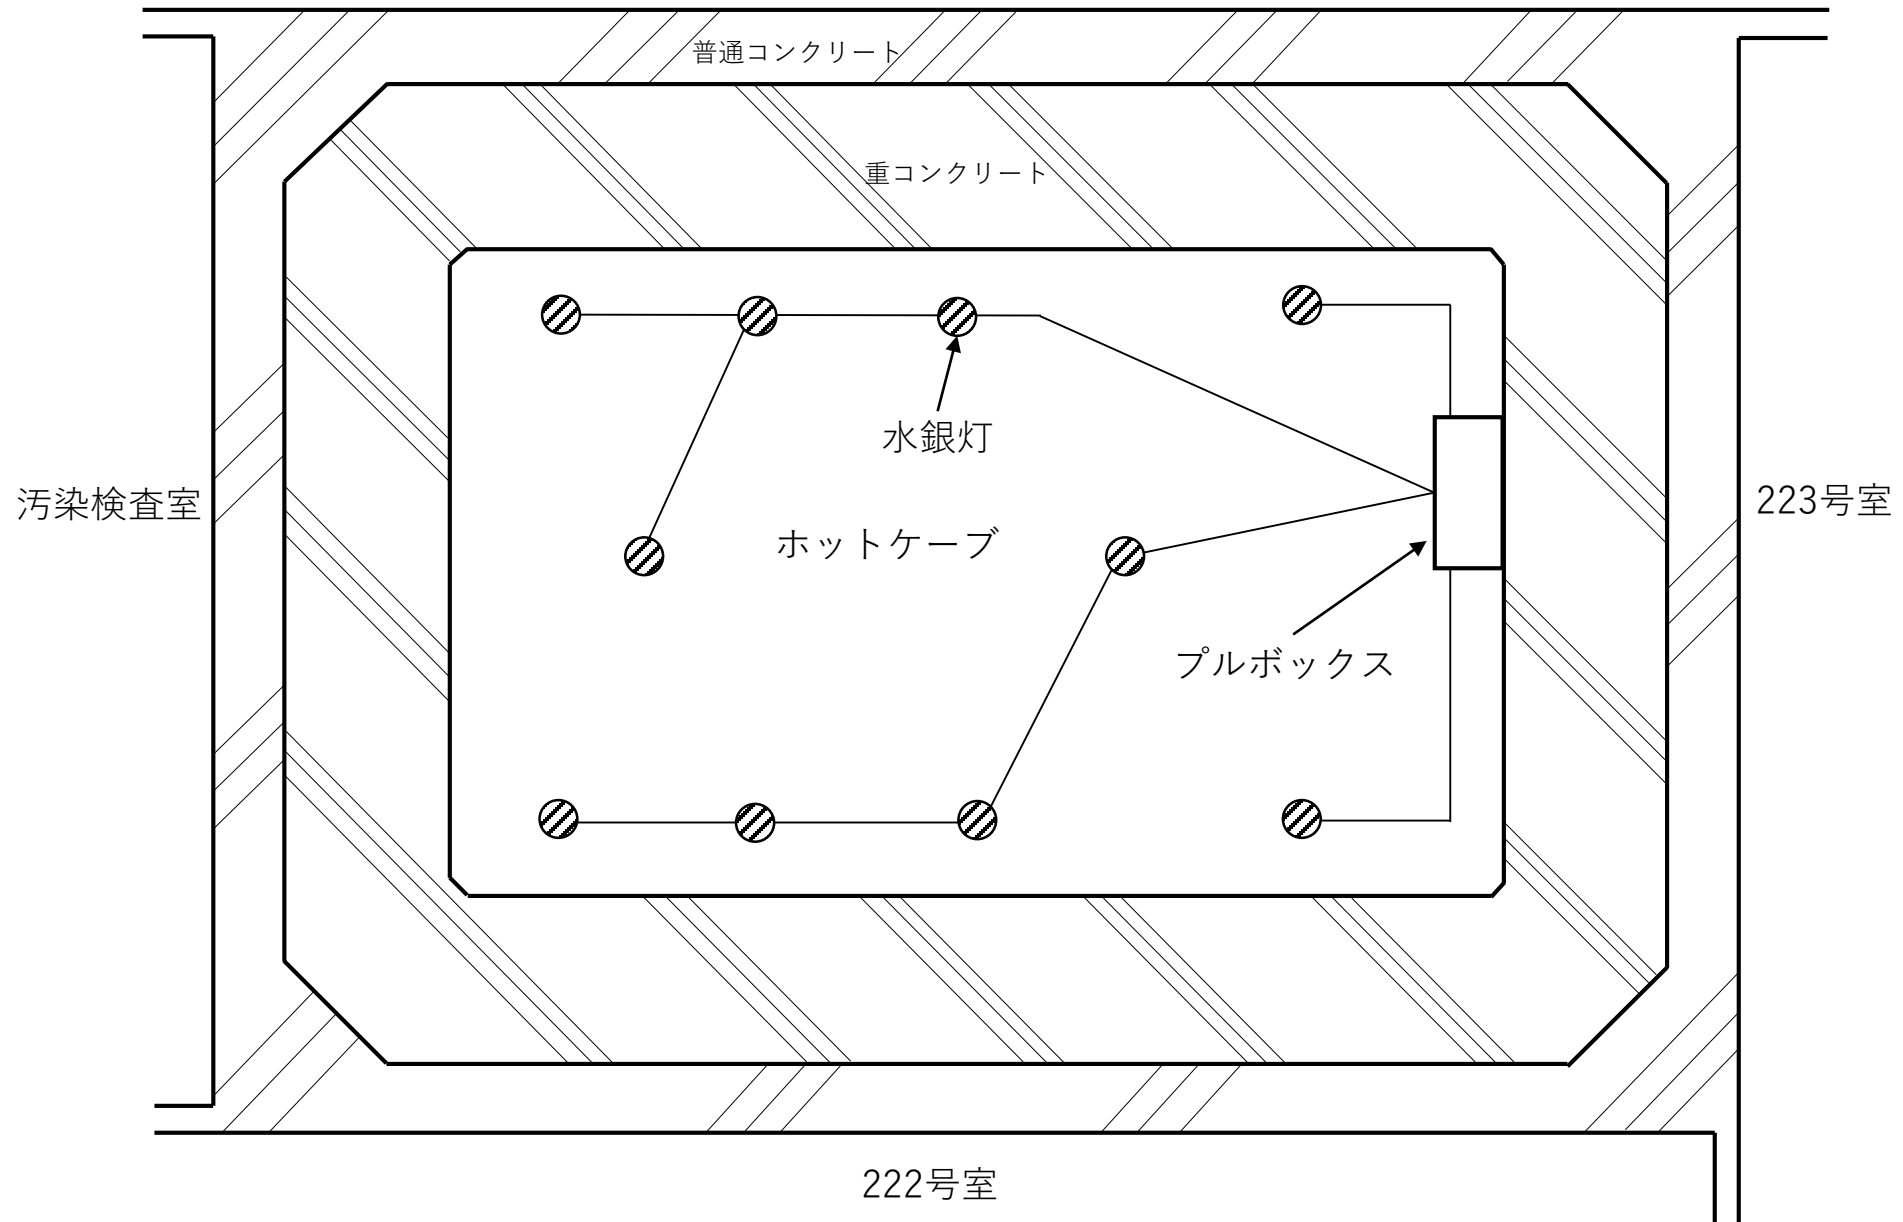 普通コンクリート
重コンクリート
水銀灯
汚染検査室
223号室
ホットケーブ
プルボックス
222号室